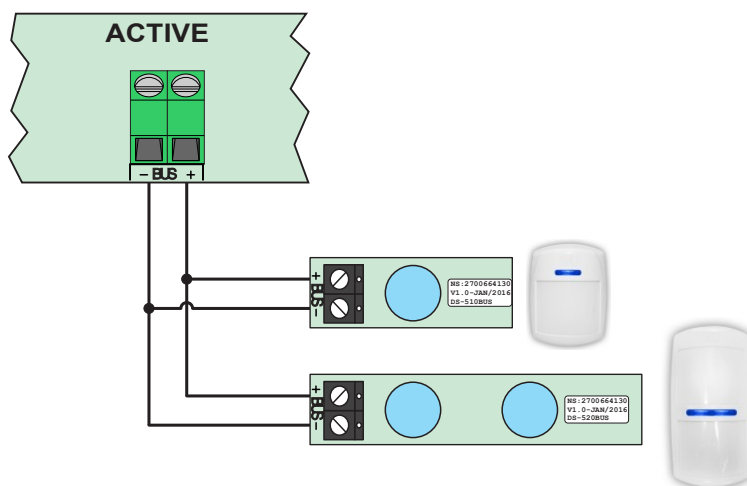 ACTIVE
- BUS +
+ BUS -
NS:2700664130
V1.0-JAN/2016
DS-510BUS
+ BUS -
NS:2700664130
V1.0-JAN/2016
DS-520BUS